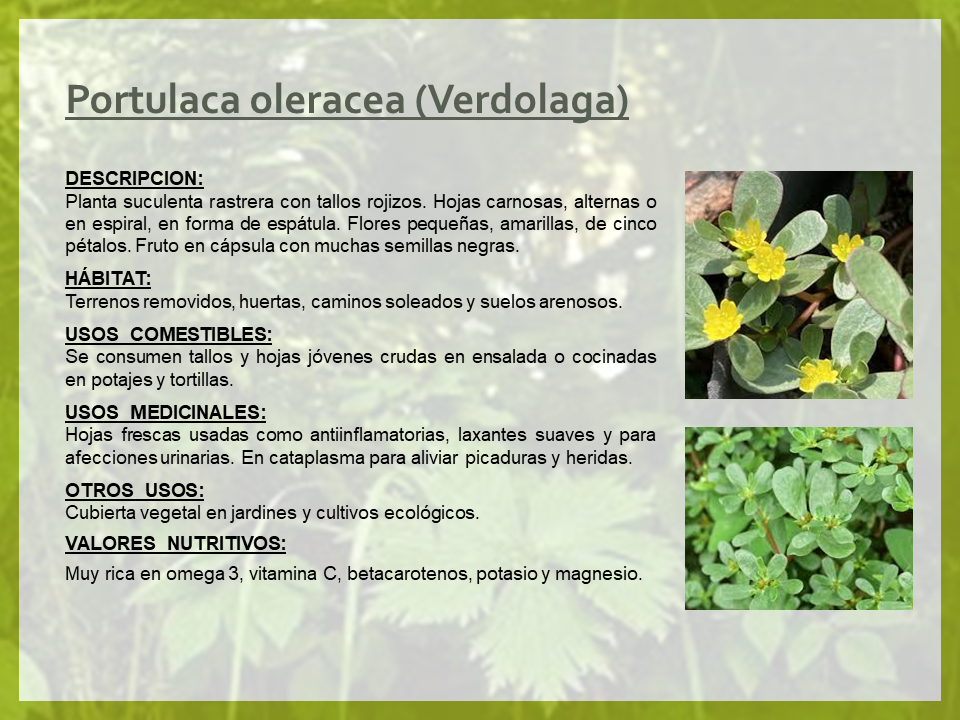 Portulaca oleracea (Verdolaga)
DESCRIPCION:
Planta suculenta rastrera con tallos rojizos. Hojas carnosas, alternas o
en espiral, en forma de espátula. Flores pequeñas, amarillas, de cinco
pétalos. Fruto en cápsula con muchas semillas negras.
HÁBITAT:
Terrenos removidos, huertas, caminos soleados y suelos arenosos.
USOS COMESTIBLES:
Se consumen tallos y hojas jóvenes crudas en ensalada o cocinadas
en potajes y tortillas.
USOS MEDICINALES:
Hojas frescas usadas como antiinflamatorias, laxantes suaves y para
afecciones urinarias. En cataplasma para aliviar picaduras y heridas.
OTROS USOS:
Cubierta vegetal en jardines y cultivos ecológicos.
VALORES NUTRITIVOS:
Muy rica en omega 3, vitamina C, betacarotenos, potasio y magnesio.